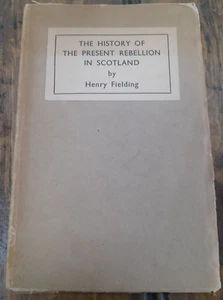 THE HISTORY OF
THE PRESENT REBELLION
IN SCOTLAND
by
Henry Fielding